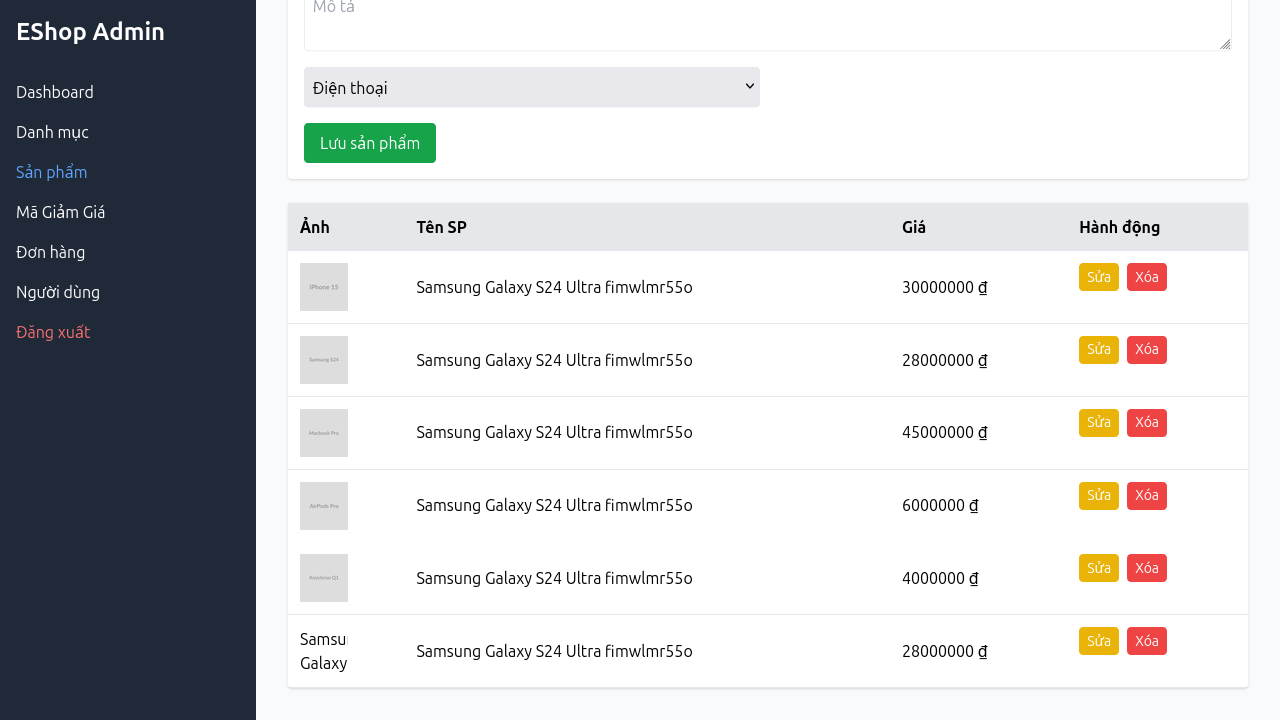 EShop Admin
Dashboard
Danh mục
Sản phẩm
Mã Giảm Giá
Đơn hàng
Người dùng
Đăng xuất
Mô tả
Điện thoại
Lưu sản phẩm
Ảnh Tên SP Giá Hành động
IPhone 15 Samsung Galaxy S24 Ultra fimwlmr55o 30000000 ₫ Sửa Xóa
Samsung S24 Samsung Galaxy S24 Ultra fimwlmr55o 28000000 ₫ Sửa Xóa
Macbook Pro Samsung Galaxy S24 Ultra fimwlmr55o 45000000 ₫ Sửa Xóa
AirPods Pro Samsung Galaxy S24 Ultra fimwlmr55o 6000000 ₫ Sửa Xóa
Keychron Q1 Samsung Galaxy S24 Ultra fimwlmr55o 4000000 ₫ Sửa Xóa
Samsu
Galaxy
Samsung Galaxy S24 Ultra fimwlmr55o 28000000 ₫ Sửa Xóa